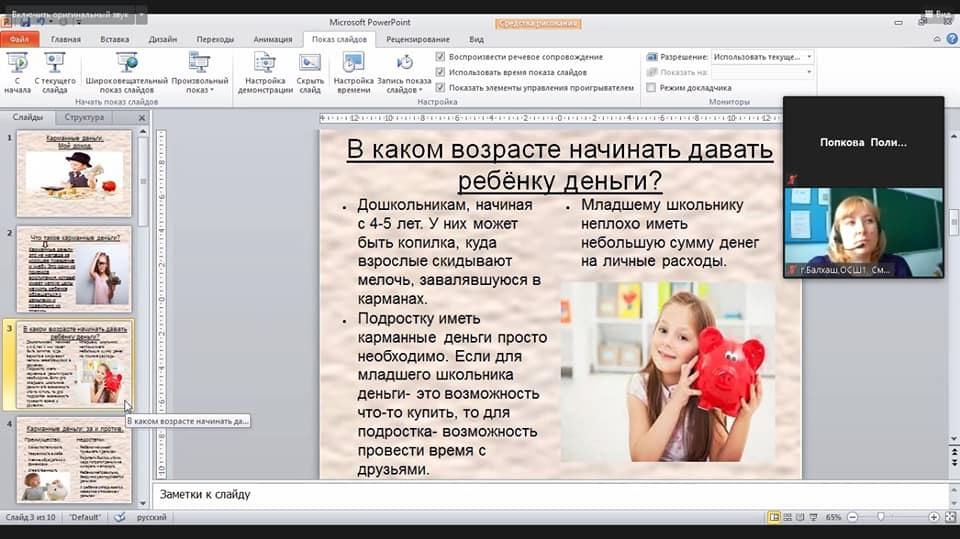 Включить оригинальный звук
Microsoft PowerPoint
Средства рисования
Вид
Файл
Главная
Вставка
Дизайн
Переходы
Анимация
Показ слайдов
Рецензирование
Вид
С начала
С текущего слайда
Широковещательный показ слайдов
Произвольный показ
Начать показ слайдов
Настройка демонстрации
Скрыть слайд
Настройка времени
Запись показа слайдов
Воспроизвести речевое сопровождение
Использовать время показа слайдов
Показать элементы управления проигрывателем
Настройка
Разрешение:
Использовать текуще...
Показать на:
Режим докладчика
Мониторы
Слайды
Структура
1
Карманные деньги.
Мой доход.
2
Что такое карманные деньги?
3
В каком возрасте начинать давать
ребёнку деньги?
В каком возрасте начинать да...
4
Карманные деньги: за и против.
В каком возрасте начинать давать
ребёнку деньги?
Дошкольникам, начиная
с 4-5 лет. У них может
быть копилка, куда
взрослые скидывают
мелочь, завалявшуюся в
карманах.
Подростку иметь
карманные деньги просто
необходимо. Если для
младшего школьника
деньги- это возможность
что-то купить, то для
подростка- возможность
провести время с
друзьями.
Младшему школьнику
неплохо иметь
небольшую сумму денег
на личные расходы.
Попкова Поли...
г.Балхаш,ОСШ1, См...
Заметки к слайду
Слайд 3 из 10
"Default"
русский
65%